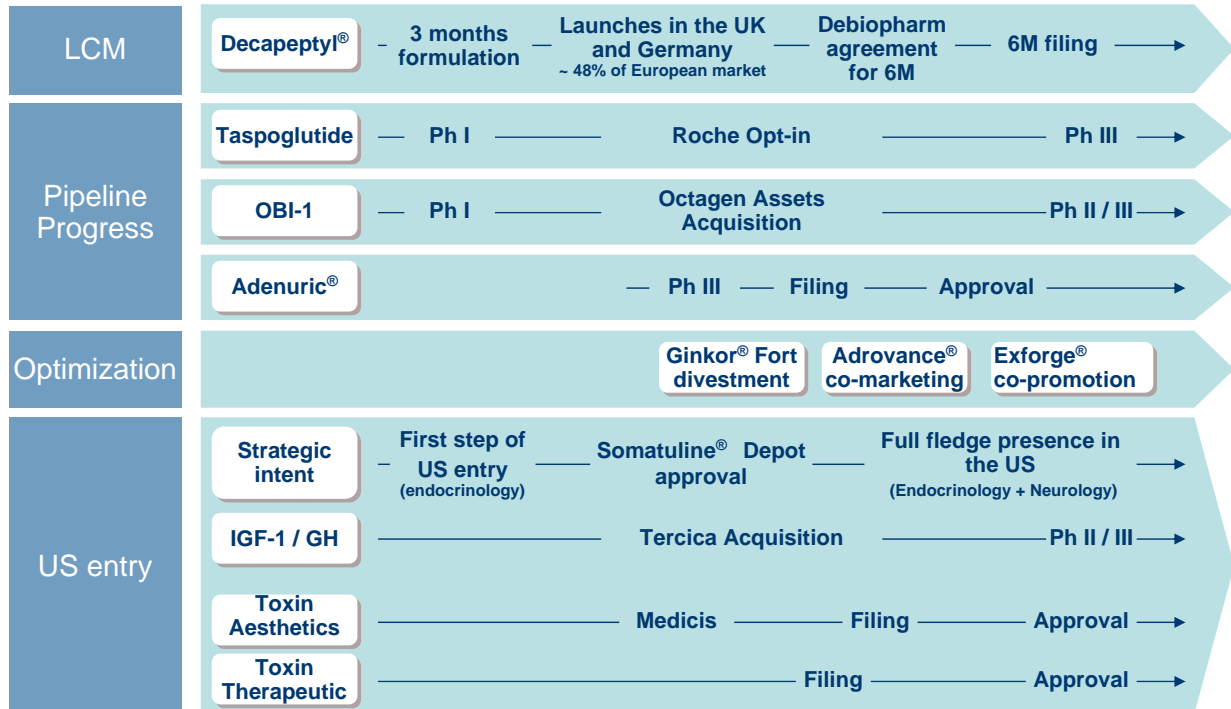 LCM
Decapeptyl®
3 months
formulation
Launches in the UK
and Germany
~ 48% of European market
Debiopharm
agreement
for 6M
6M filing
Pipeline
Progress
Taspoglutide
Ph I
Roche Opt-in
Ph III
OBI-1
Ph I
Octagen Assets
Acquisition
Ph II / III
Adenuric®
Ph III
Filing
Approval
Optimization
Ginkor® Fort
divestment
Adrovance®
co-marketing
Exforge®
co-promotion
US entry
Strategic
intent
First step of
US entry
(endocrinology)
Somatuline® Depot
approval
Full fledge presence in
the US
(Endocrinology + Neurology)
IGF-1 / GH
Tercica Acquisition
Ph II / III
Toxin
Aesthetics
Medicis
Filing
Approval
Toxin
Therapeutic
Filing
Approval